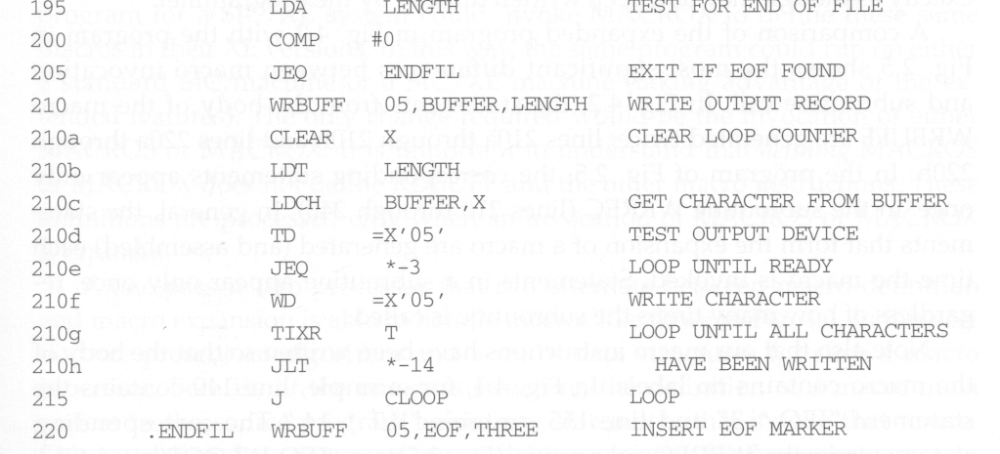 195 LDA LENGTH TEST FOR END OF FILE
200 COMP #0
205 JEQ ENDFIL EXIT IF EOF FOUND
210 WRBUFF 05,BUFFER,LENGTH WRITE OUTPUT RECORD
210a CLEAR X CLEAR LOOP COUNTER
210b LDT LENGTH
210c LDCH BUFFER,X GET CHARACTER FROM BUFFER
210d TD =X'05' TEST OUTPUT DEVICE
210e JEQ *-3 LOOP UNTIL READY
210f WD =X'05' WRITE CHARACTER
210g TIXR T LOOP UNTIL ALL CHARACTERS
210h JLT *-14 HAVE BEEN WRITTEN
215 J CLOOP LOOP
220 .ENDFIL WRBUFF 05,EOF,THREE INSERT EOF MARKER